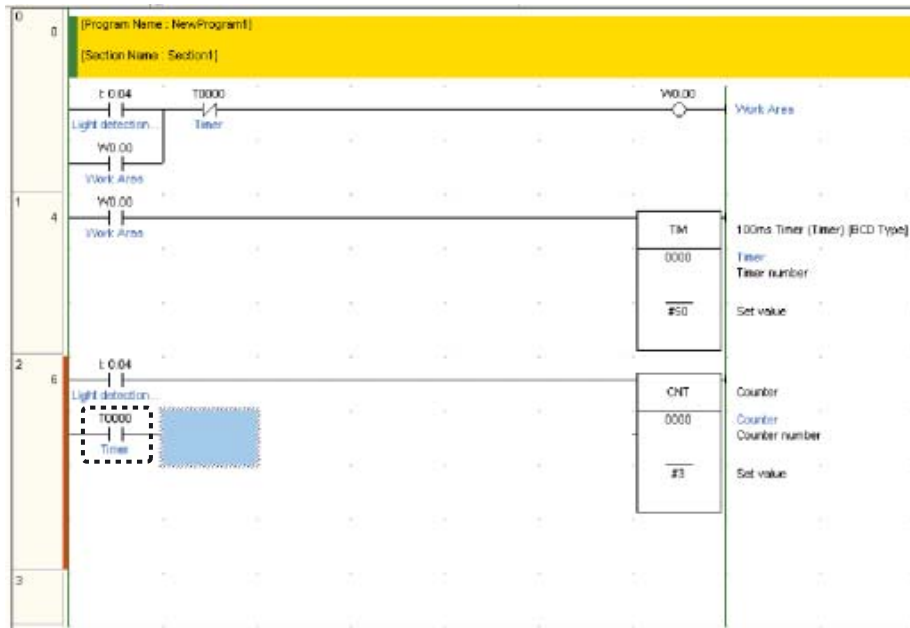 0
0
[Program Name : NewProgram1]
[Section Name : Section1]
I: 0.04
T0000
W0.00
Work Area
Light detection...
Timer
W0.00
Work Area
1
4
W0.00
Work Area
TIM
100ms Timer (Timer) [BCD Type]
0000
Timer
Timer number
#50
Set value
2
6
I: 0.04
Light detection...
CNT
Counter
T0000
Timer
0000
Counter
Counter number
#3
Set value
3